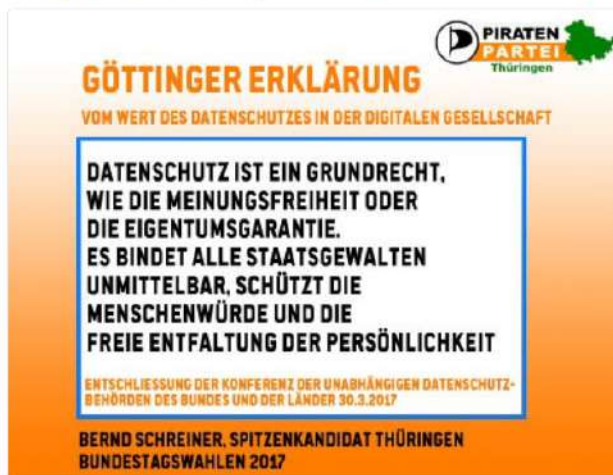 PIRATEN
PARTEI
Thüringen
GÖTTINGER ERKLÄRUNG
VOM WERT DES DATENSCHUTZES IN DER DIGITALEN GESELLSCHAFT
DATENSCHUTZ IST EIN GRUNDRECHT,
WIE DIE MEINUNGSFREIHEIT ODER
DIE EIGENTUMSGARANTIE.
ES BINDET ALLE STAATSGEWALTEN
UNMITTELBAR, SCHÜTZT DIE
MENSCHENWÜRDE UND DIE
FREIE ENTFALTUNG DER PERSÖNLICHKEIT
ENTSCHLIESSUNG DER KONFERENZ DER UNABHÄNGIGEN DATENSCHUTZ-
BEHÖRDEN DES BUNDES UND DER LÄNDER 30.3.2017
BERND SCHREINER, SPITZENKANDIDAT THÜRINGEN
BUNDESTAGSWAHLEN 2017